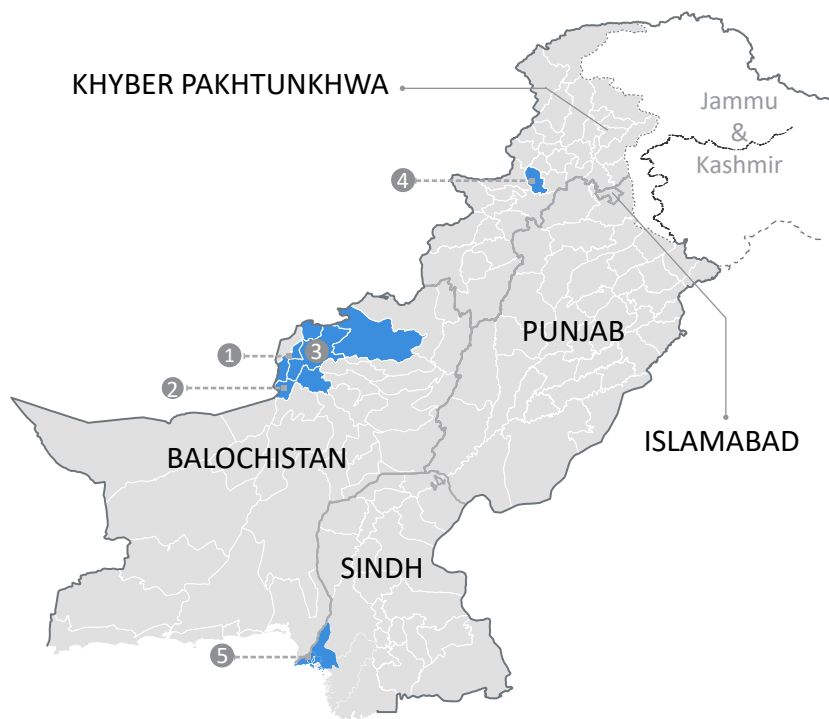 KHYBER PAKHTUNKHWA
Jammu
&
Kashmir
4
PUNJAB
1
3
2
ISLAMABAD
BALOCHISTAN
SINDH
5